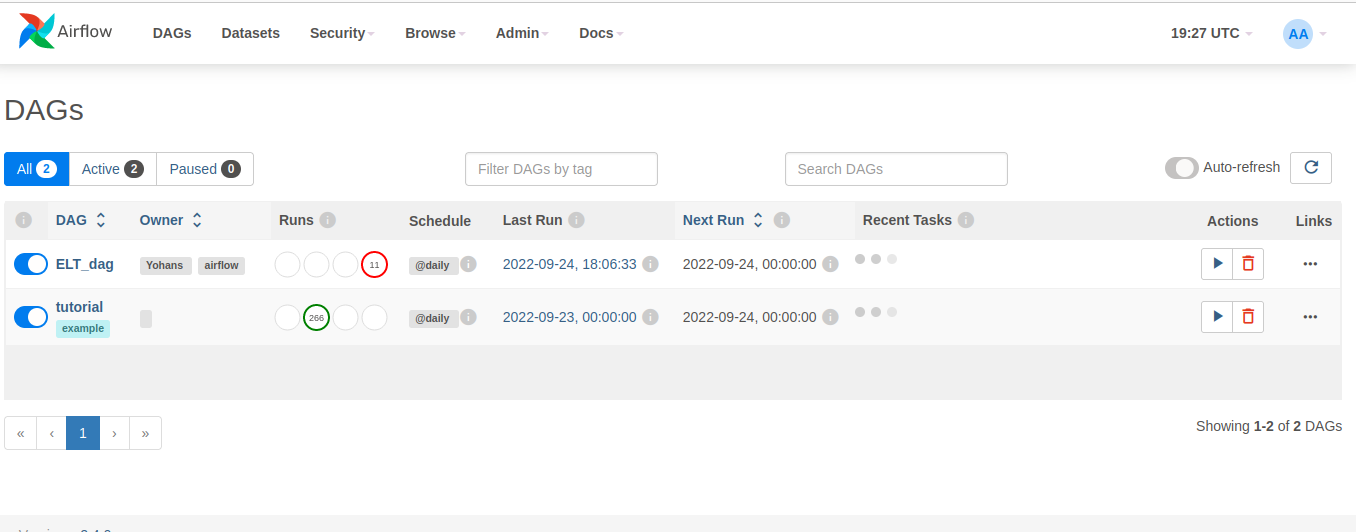 Airflow DAGs Datasets Security Browse Admin Docs 19:27 UTC AA
DAGs
All 2 Active 2 Paused 0 Filter DAGs by tag Search DAGs Auto-refresh
i DAG Owner Runs i Schedule Last Run i Next Run i Recent Tasks i Actions Links
ELT_dag Yohans airflow 11 @daily i 2022-09-24, 18:06:33 i 2022-09-24, 00:00:00 i
tutorial 266 @daily i 2022-09-23, 00:00:00 i 2022-09-24, 00:00:00 i
example
« ‹ 1 › » Showing 1-2 of 2 DAGs